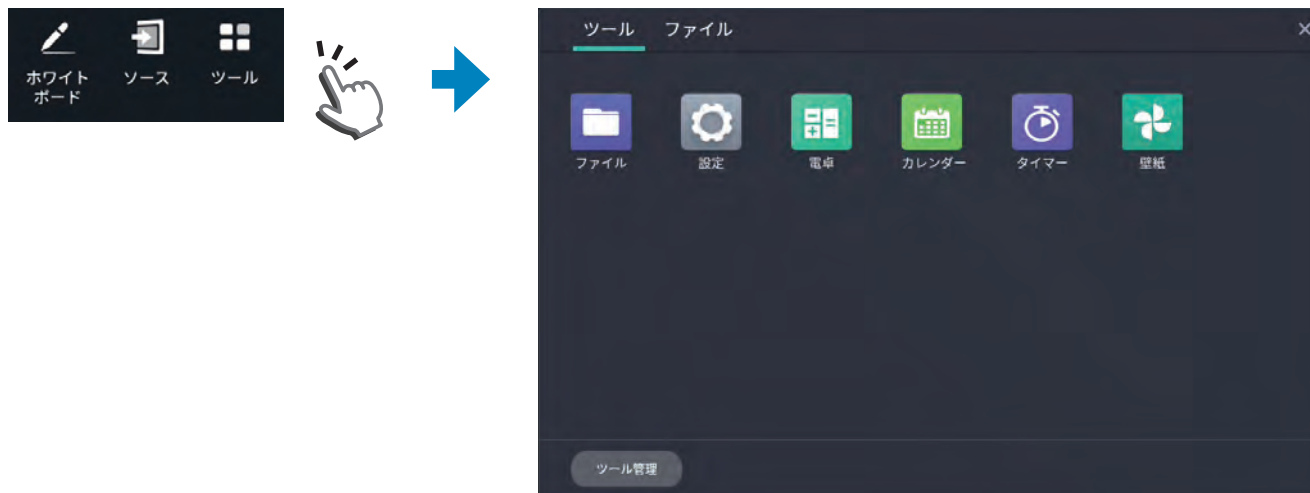 ホワイト
ボード
ソース
ツール
ツール ファイル
ファイル 設定 電卓 カレンダー タイマー 壁紙
ツール管理